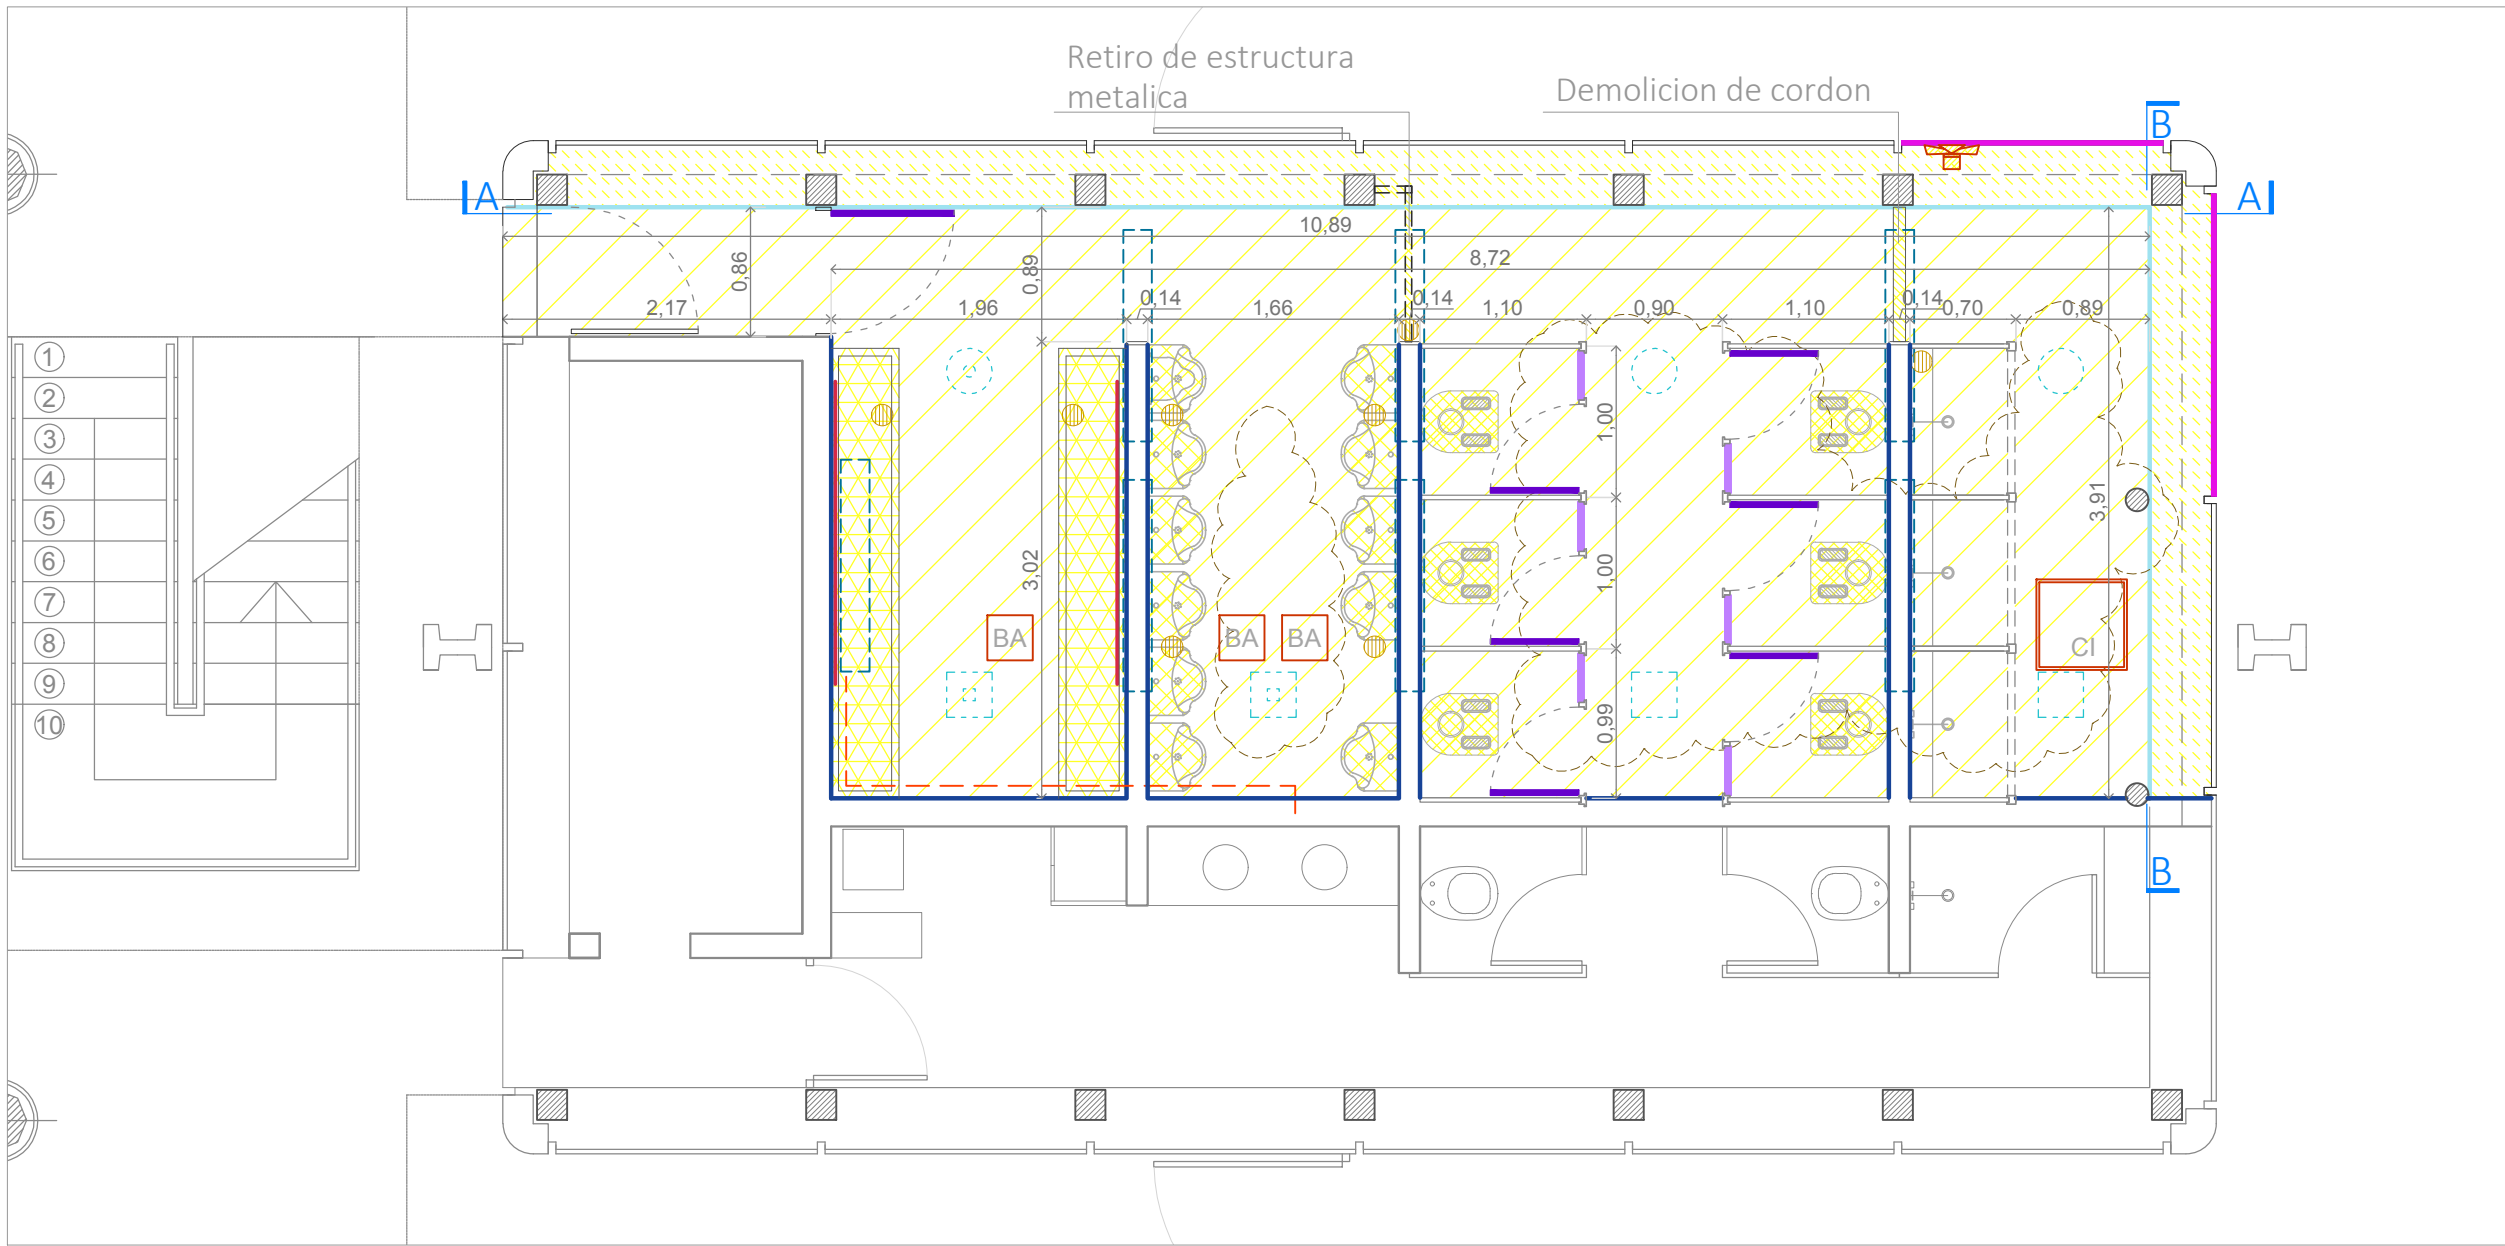 Retiro de estructura
metalica
Demolicion de cordon
B
A
A
10,89
8,72
0,86
0,89
2,17
1,96
0,14
1,66
0,14
1,10
0,90
1,10
0,14
0,70
0,89
1
2
3
4
5
6
7
8
9
10
1,00
3,91
3,02
1,00
BA
BA
BA
CI
0,99
B